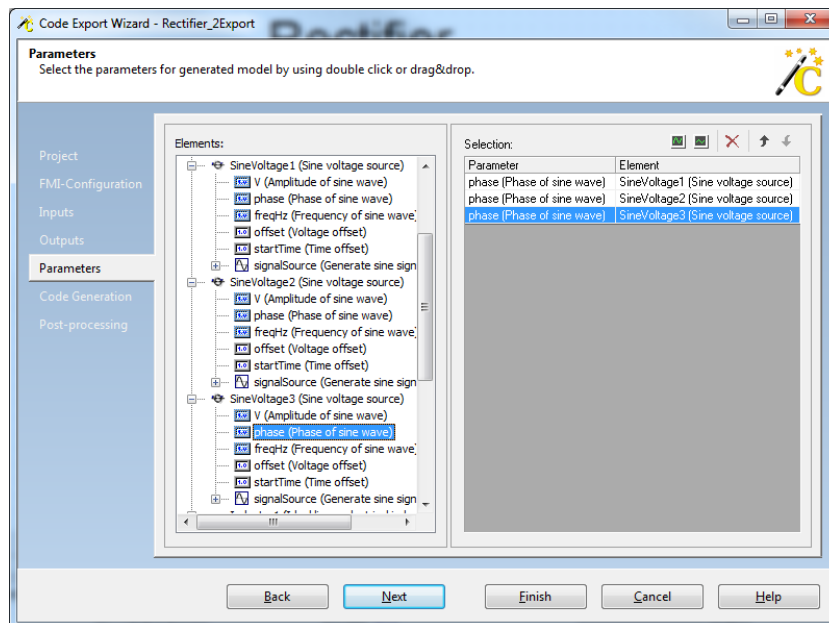 Code Export Wizard - Rectifier_2Export
Rectifier
Parameters
Select the parameters for generated model by using double click or drag&drop.
Project
FMI-Configuration
Inputs
Outputs
Parameters
Code Generation
Post-processing
Elements:
SineVoltage1 (Sine voltage source)
V (Amplitude of sine wave)
phase (Phase of sine wave)
freqHz (Frequency of sine wave)
offset (Voltage offset)
startTime (Time offset)
signalSource (Generate sine sign
SineVoltage2 (Sine voltage source)
V (Amplitude of sine wave)
phase (Phase of sine wave)
freqHz (Frequency of sine wave)
offset (Voltage offset)
startTime (Time offset)
signalSource (Generate sine sign
SineVoltage3 (Sine voltage source)
V (Amplitude of sine wave)
phase (Phase of sine wave)
freqHz (Frequency of sine wave)
offset (Voltage offset)
startTime (Time offset)
signalSource (Generate sine sign
Selection:
Parameter Element
phase (Phase of sine wave) SineVoltage1 (Sine voltage source)
phase (Phase of sine wave) SineVoltage2 (Sine voltage source)
phase (Phase of sine wave) SineVoltage3 (Sine voltage source)
Back Next Finish Cancel Help